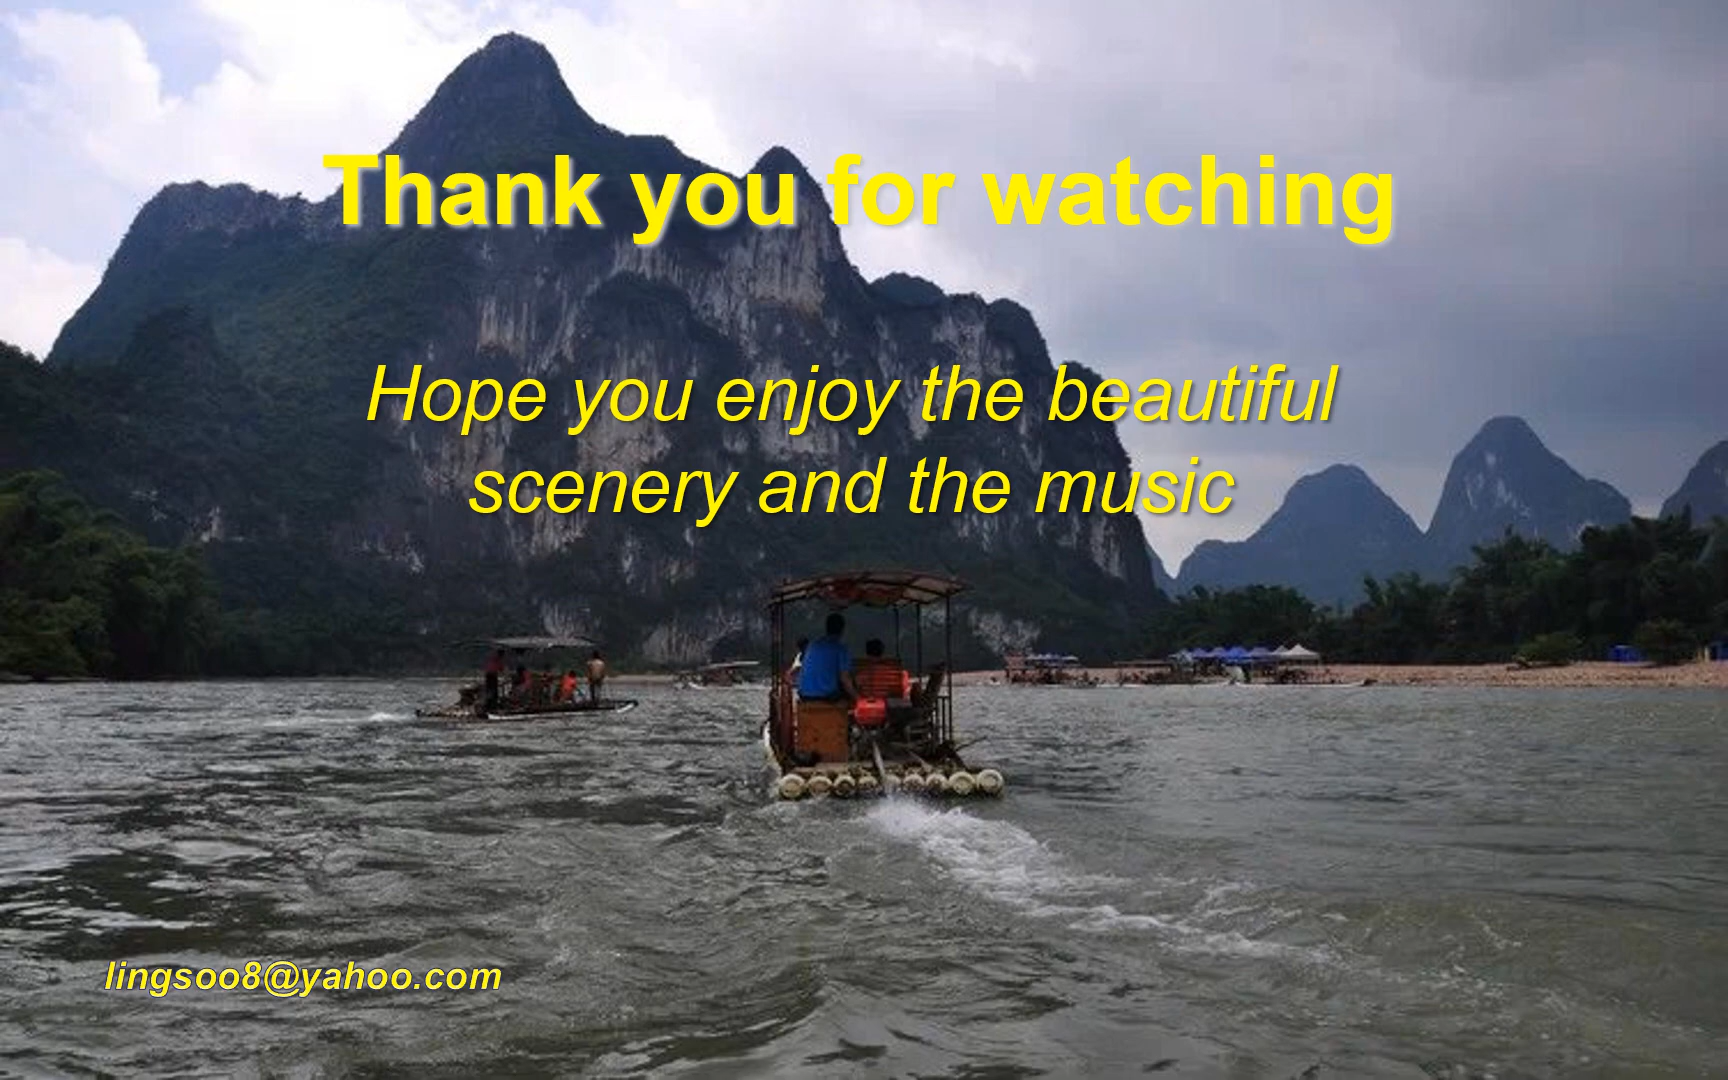 Thank you for watching
Hope you enjoy the beautiful
scenery and the music
lingsoo8@yahoo.com